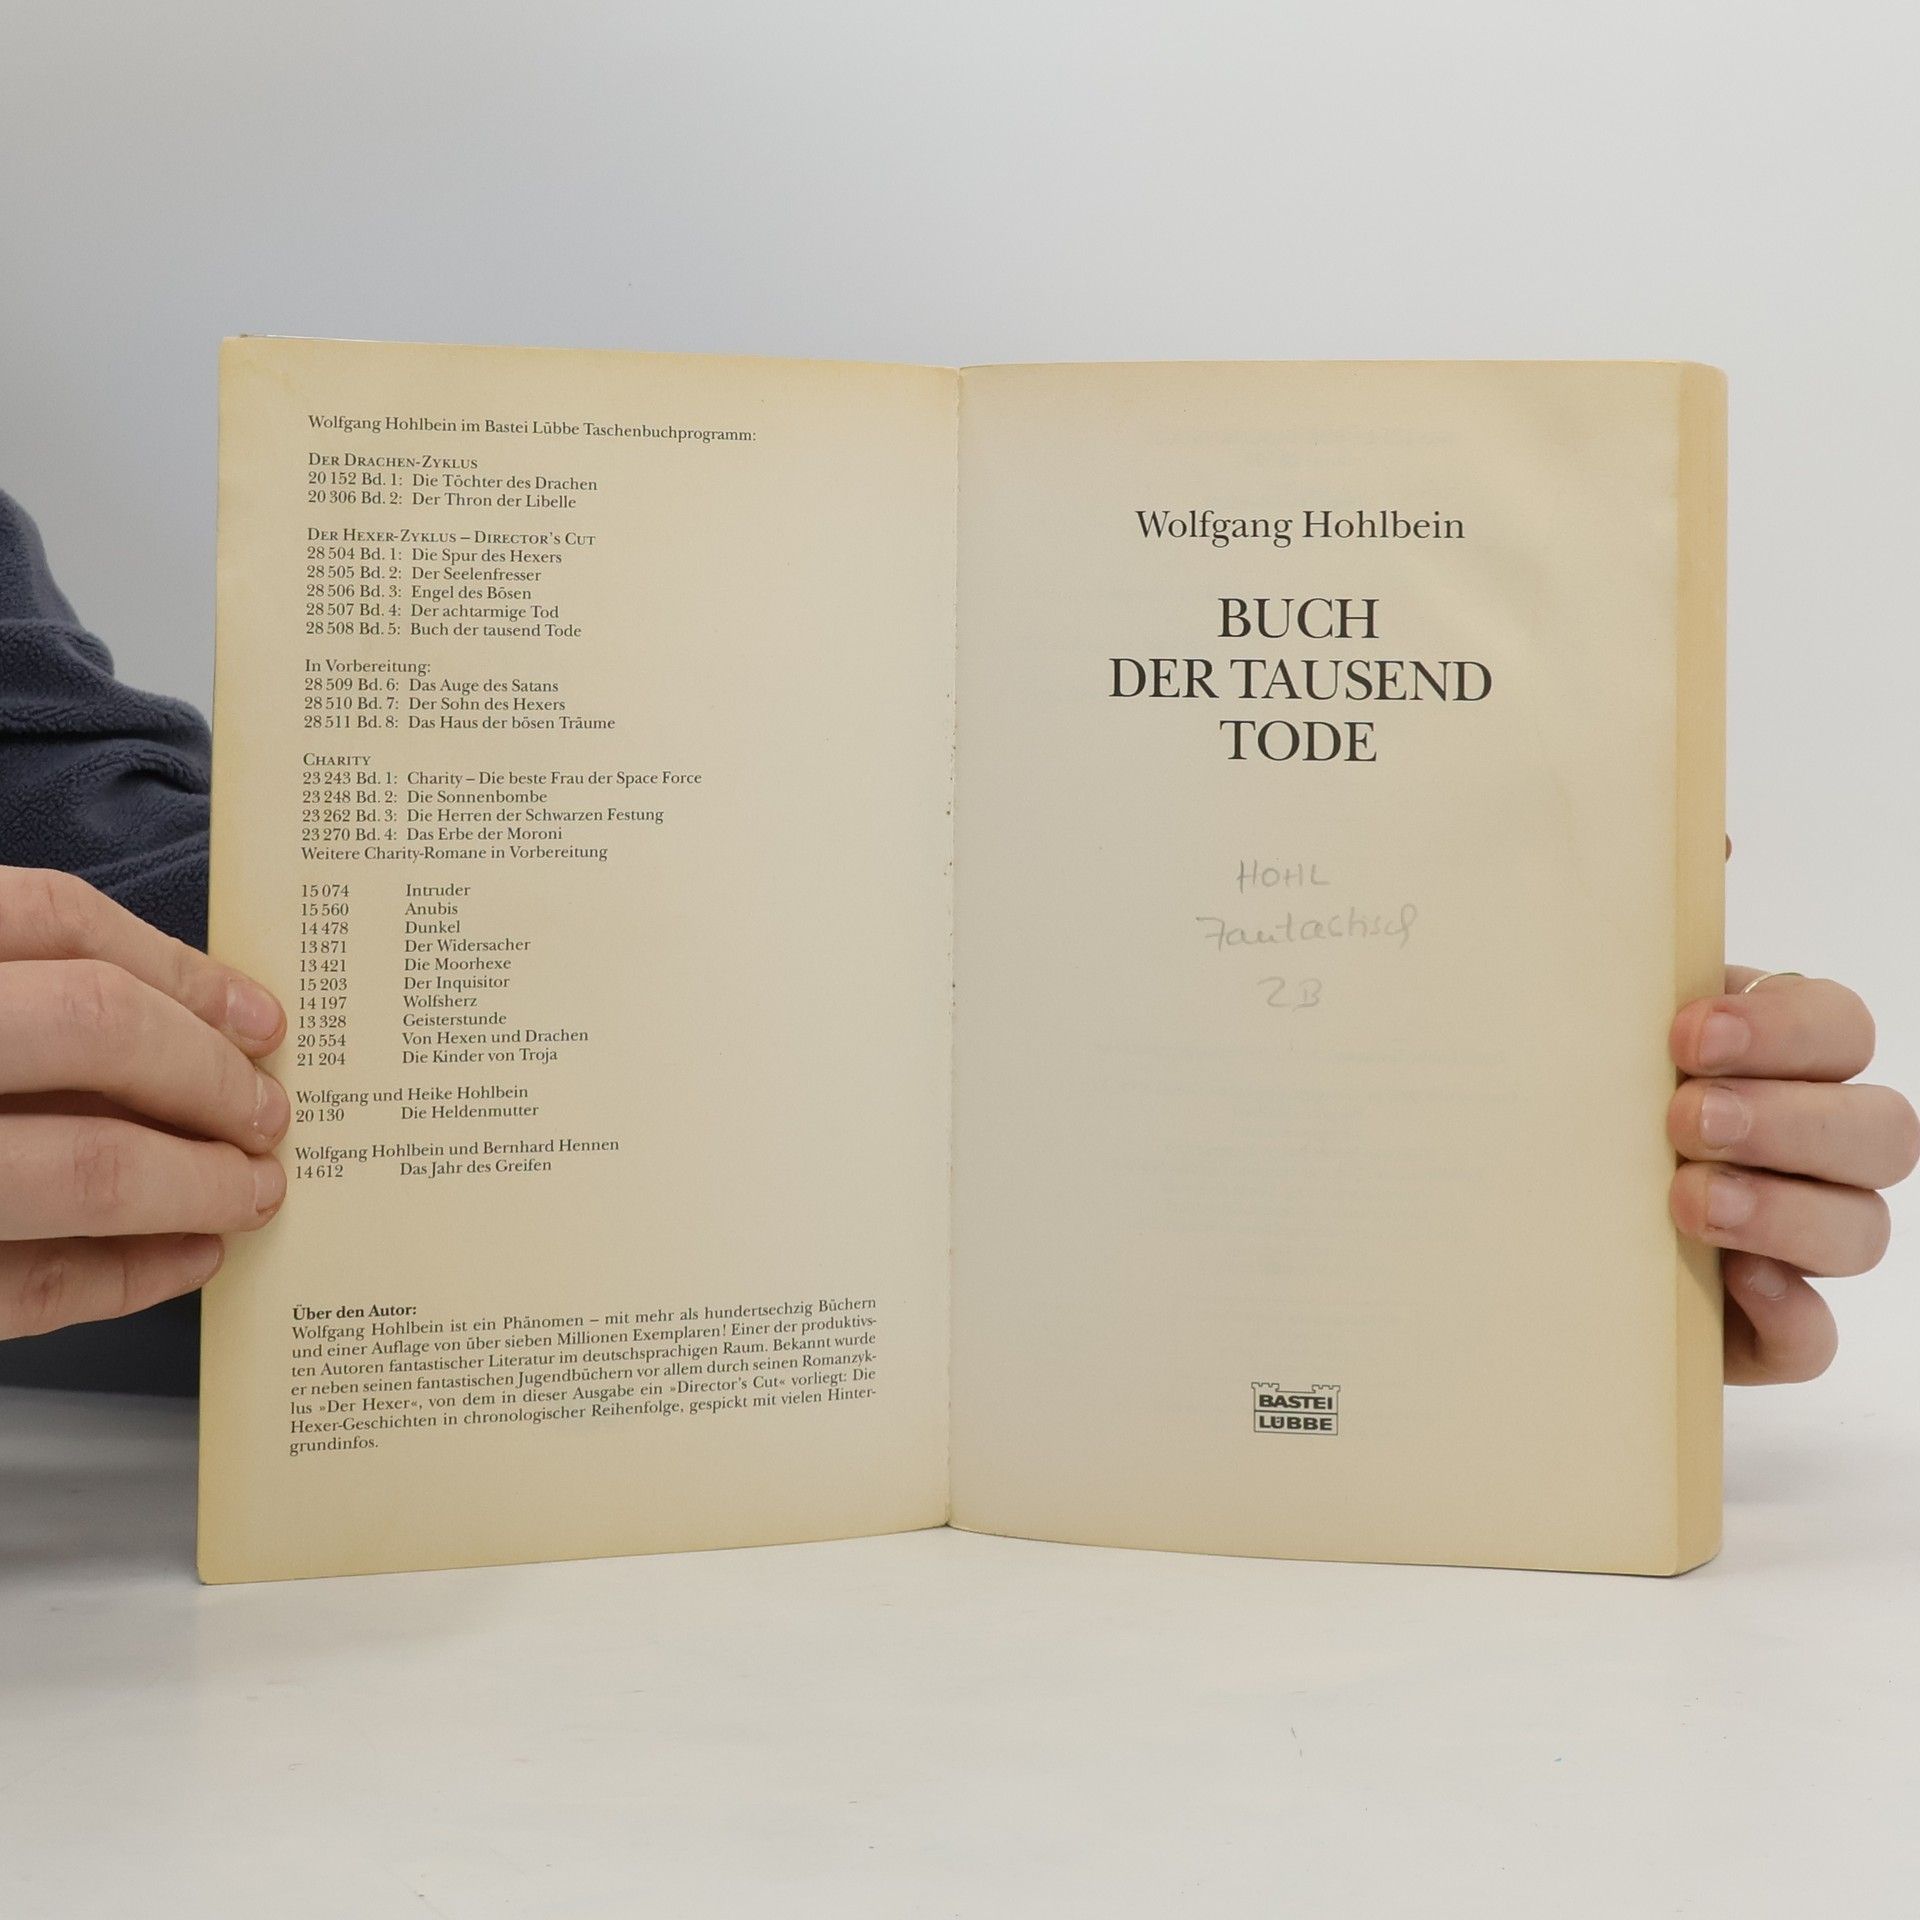 Wolfgang Hohlbein im Bastei Lübbe Taschenbuchprogramm:
DER DRACHEN-ZYKLUS
20 152 Bd. 1: Die Töchter des Drachen
20 306 Bd. 2: Der Thron der Libelle
DER HEXER-ZYKLUS – DIRECTOR'S CUT
28 504 Bd. 1: Die Spur des Hexers
28 505 Bd. 2: Der Seelenfresser
28 506 Bd. 3: Engel des Bösen
28 507 Bd. 4: Der achtarmige Tod
28 508 Bd. 5: Buch der tausend Tode
In Vorbereitung:
28 509 Bd. 6: Das Auge des Satans
28 510 Bd. 7: Der Sohn des Hexers
28 511 Bd. 8: Das Haus der bösen Träume
CHARITY
23 243 Bd. 1: Charity – Die beste Frau der Space Force
23 248 Bd. 2: Die Sonnenbombe
23 262 Bd. 3: Die Herren der Schwarzen Festung
23 270 Bd. 4: Das Erbe der Moroni
Weitere Charity-Romane in Vorbereitung
15 074 Intruder
15 560 Anubis
14 478 Dunkel
13 871 Der Widersacher
13 421 Die Moorhexe
15 203 Der Inquisitor
14 197 Wolfsherz
13 328 Geisterstunde
20 554 Von Hexen und Drachen
21 204 Die Kinder von Troja
Wolfgang und Heike Hohlbein
20 130 Die Heldenmutter
Wolfgang Hohlbein und Bernhard Hennen
14 612 Das Jahr des Greifen
Über den Autor:
Wolfgang Hohlbein ist ein Phänomen – mit mehr als hundertsechzig Büchern
und einer Auflage von über sieben Millionen Exemplaren! Einer der produktivs-
ten Autoren fantastischer Literatur im deutschsprachigen Raum. Bekannt wurde
er neben seinen fantastischen Jugendbüchern vor allem durch seinen Romanzyk-
lus »Der Hexer«, von dem in dieser Ausgabe ein »Director's Cut« vorliegt: Die
Hexer-Geschichten in chronologischer Reihenfolge, gespickt mit vielen Hinter-
grundinfos.
Wolfgang Hohlbein
BUCH
DER TAUSEND
TODE
HOHL
Fantastisch
2B
BASTEI
LÜBBE